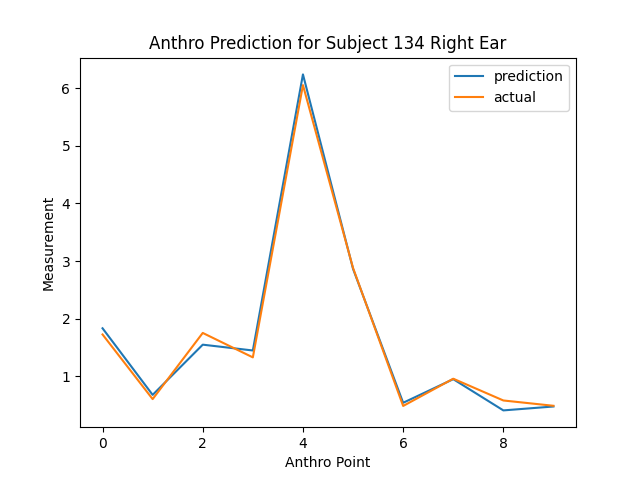 Anthro Prediction for Subject 134 Right Ear
prediction
actual
6
5
4
3
2
1
Measurement
0 2 4 6 8
Anthro Point